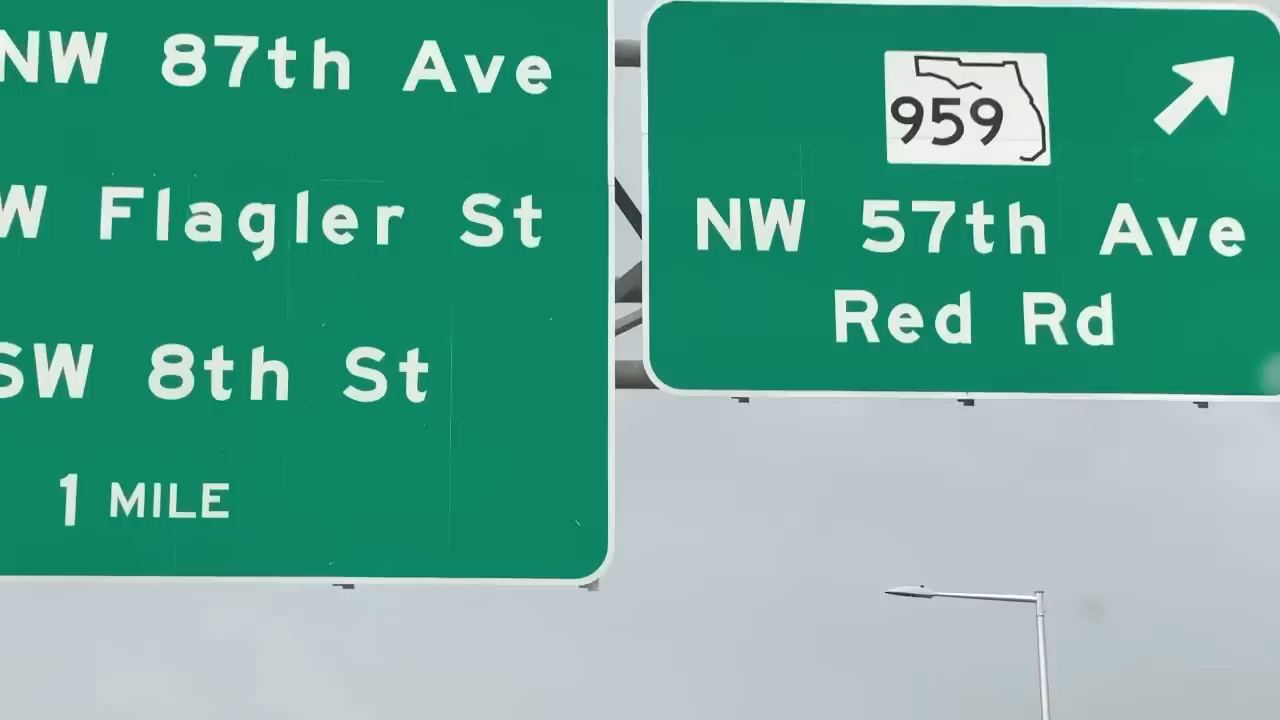 NW 87th Ave
W Flagler St
SW 8th St
1 MILE
959
NW 57th Ave
Red Rd